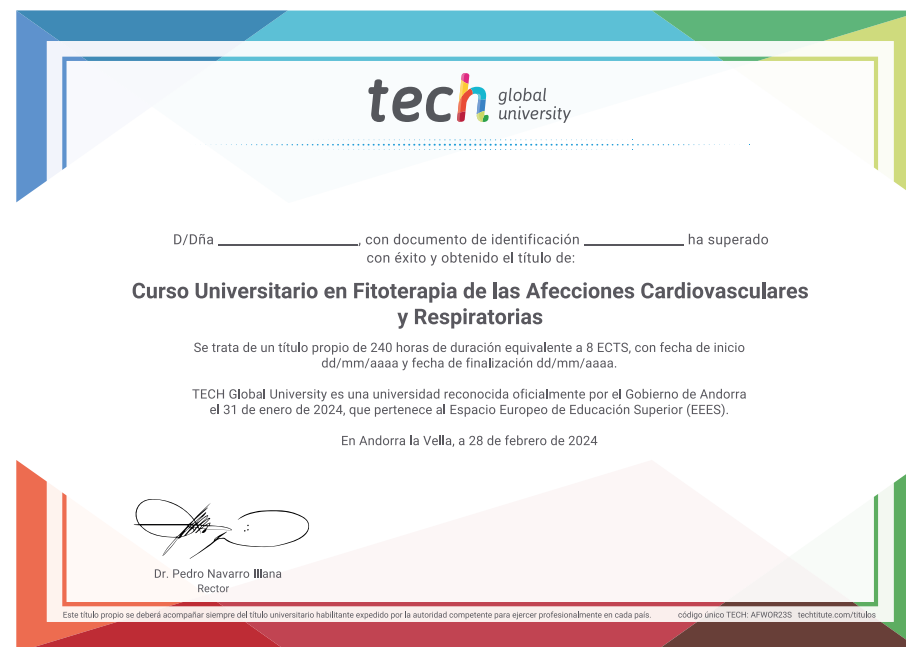 tech global university
D/Dña ____________________, con documento de identificación ______________ ha superado
con éxito y obtenido el título de:
Curso Universitario en Fitoterapia de las Afecciones Cardiovasculares
y Respiratorias
Se trata de un título propio de 240 horas de duración equivalente a 8 ECTS, con fecha de inicio
dd/mm/aaaa y fecha de finalización dd/mm/aaaa.
TECH Global University es una universidad reconocida oficialmente por el Gobierno de Andorra
el 31 de enero de 2024, que pertenece al Espacio Europeo de Educación Superior (EEES).
En Andorra la Vella, a 28 de febrero de 2024
Dr. Pedro Navarro Illana
Rector
Este título propio se deberá acompañar siempre del título universitario habilitante expedido por la autoridad competente para ejercer profesionalmente en cada país. código único TECH: AFWOR23S techtitute.com/titulos